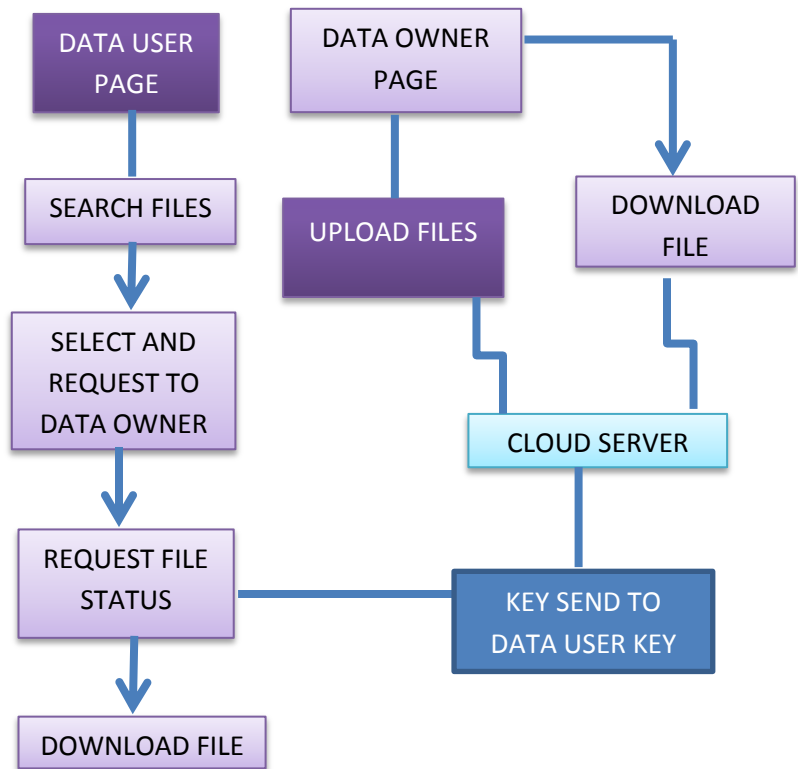 DATA USER
PAGE
DATA OWNER
PAGE
SEARCH FILES
UPLOAD FILES
DOWNLOAD
FILE
SELECT AND
REQUEST TO
DATA OWNER
CLOUD SERVER
REQUEST FILE
STATUS
KEY SEND TO
DATA USER KEY
DOWNLOAD FILE